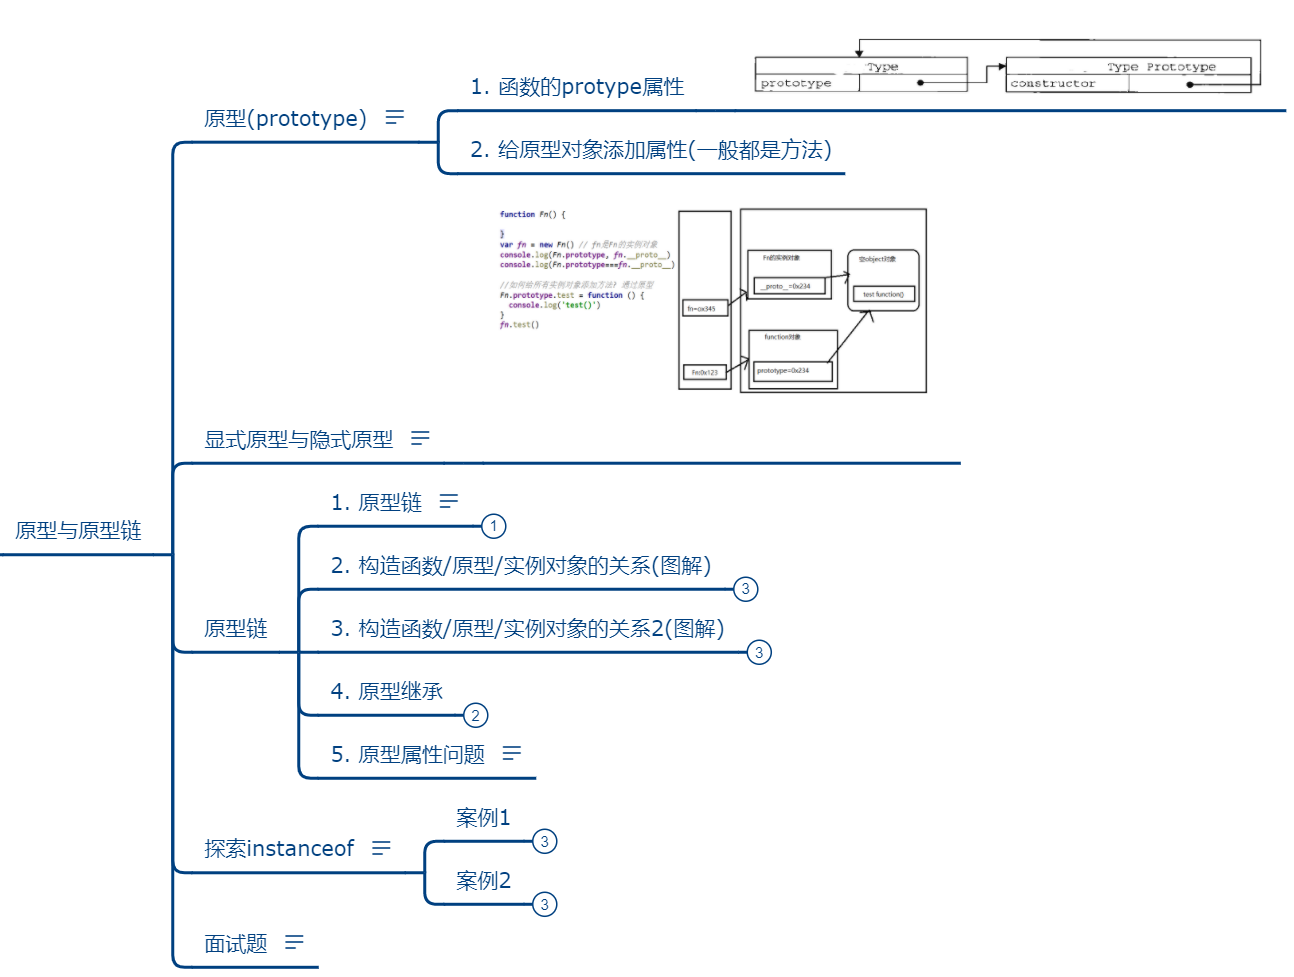 原型与原型链
原型(prototype)
1. 函数的protype属性
Type
prototype
Type Prototype
constructor
2. 给原型对象添加属性(一般都是方法)
显式原型与隐式原型
function Fn() {
}
var fn = new Fn() // fn是Fn的实例对象
console.log(Fn.prototype, fn.__proto__)
console.log(Fn.prototype===fn.__proto__)
//如何给所有实例对象添加方法? 通过原型
Fn.prototype.test = function () {
console.log('test()')
}
fn.test()
fn=ox345
Fn:0x123
Fn的实例对象
__proto__=0x234
function对象
prototype=0x234
空object对象
test function()
原型链
1. 原型链
1
2. 构造函数/原型/实例对象的关系(图解)
3
3. 构造函数/原型/实例对象的关系2(图解)
3
4. 原型继承
2
5. 原型属性问题
探索instanceof
案例1
3
案例2
3
面试题